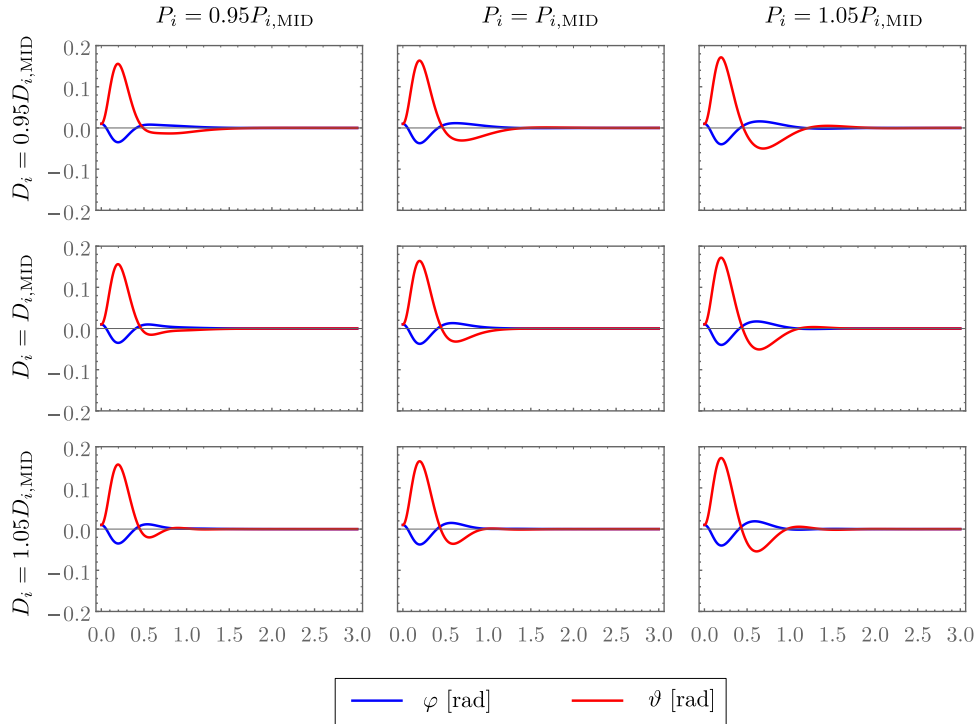 P_i = 0.95P_{i,MID} P_i = P_{i,MID} P_i = 1.05P_{i,MID}
D_i = 0.95D_{i,MID}
0.2
0.1
0.0
−0.1
−0.2
D_i = D_{i,MID}
0.2
0.1
0.0
−0.1
−0.2
D_i = 1.05D_{i,MID}
0.2
0.1
0.0
−0.1
−0.2
0.0 0.5 1.0 1.5 2.0 2.5 3.0 0.0 0.5 1.0 1.5 2.0 2.5 3.0 0.0 0.5 1.0 1.5 2.0 2.5 3.0
φ [rad] ϑ [rad]